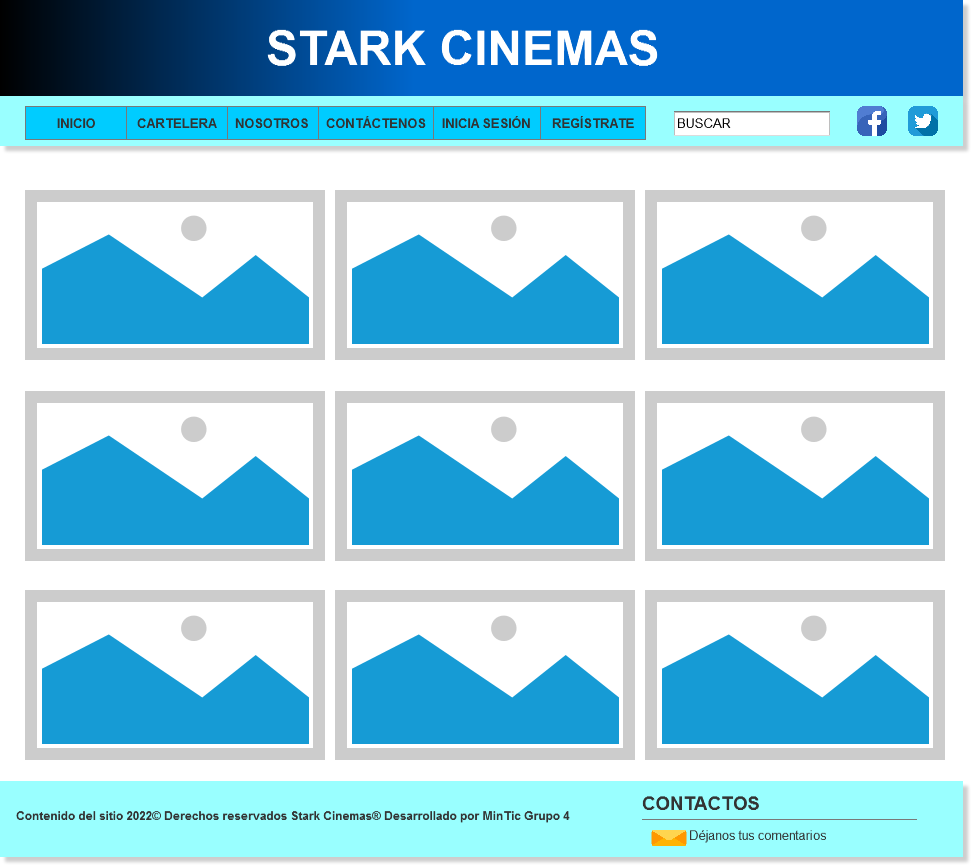 STARK CINEMAS
INICIO CARTELERA NOSOTROS CONTÁCTENOS INICIA SESIÓN REGÍSTRATE BUSCAR
CONTACTOS
Contenido del sitio 2022© Derechos reservados Stark Cinemas® Desarrollado por MinTic Grupo 4
Déjanos tus comentarios